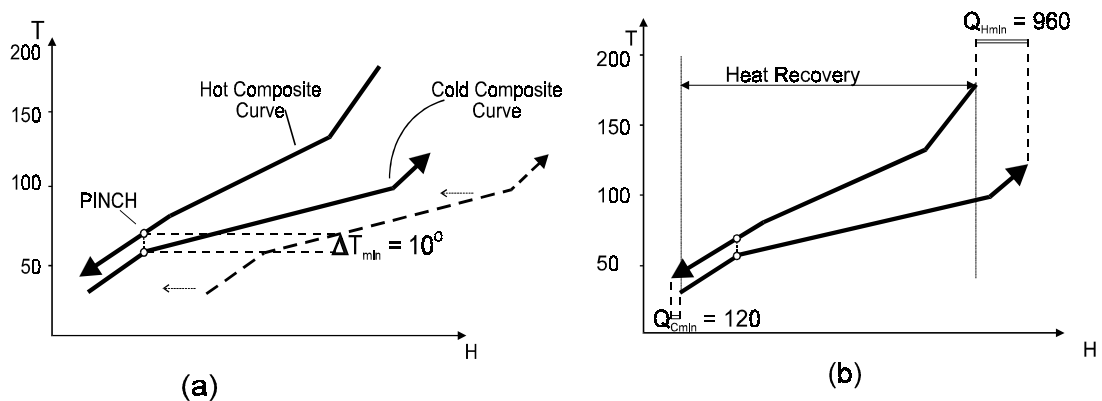 T
200
150
100
50
Hot Composite
Curve
Cold Composite
Curve
PINCH
ΔTmin = 10°
H
(a)
QHmin = 960
T
200
150
100
50
Heat Recovery
QCmin = 120
H
(b)